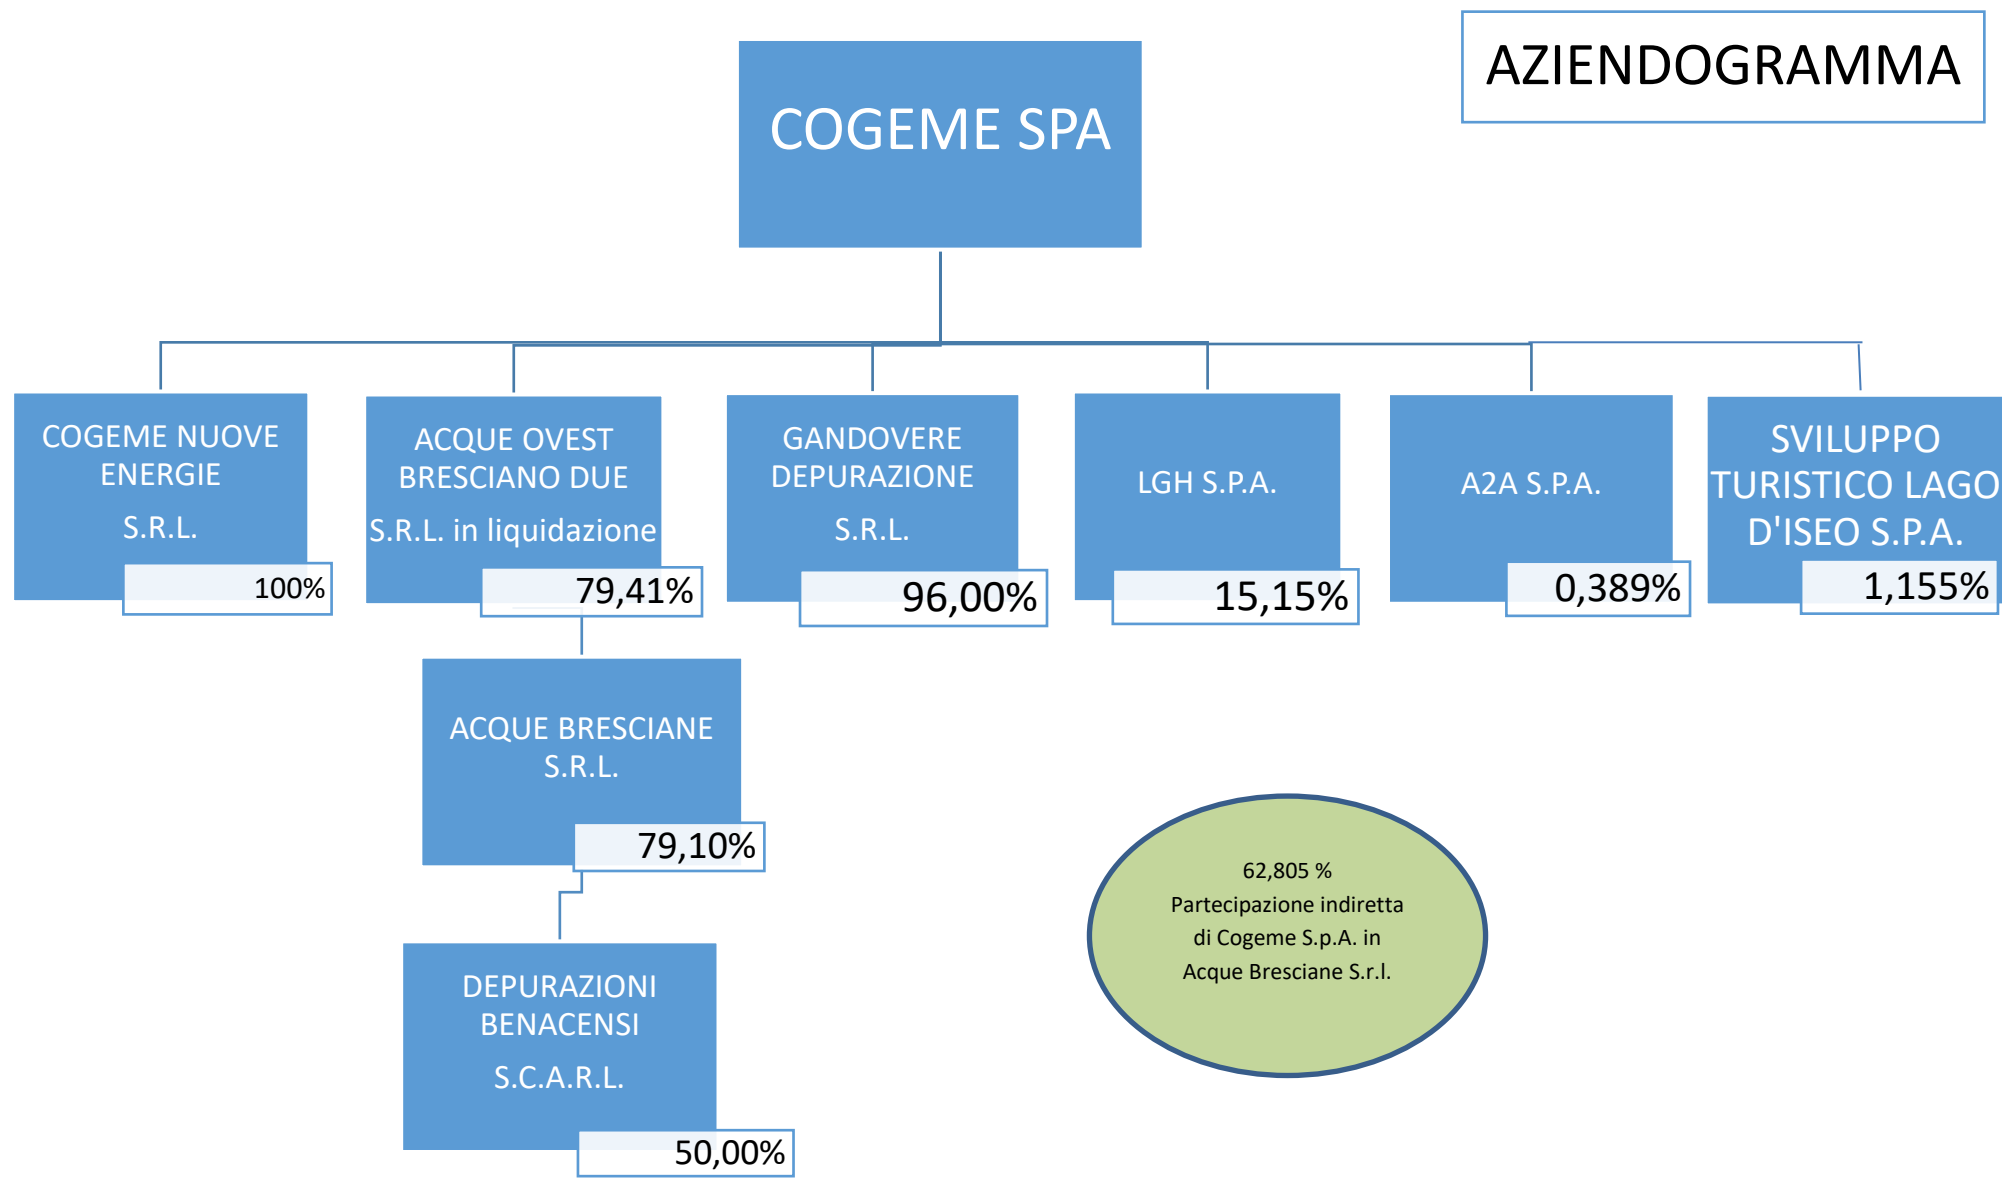 AZIENDOGRAMMA
COGEME SPA
COGEME NUOVE
ENERGIE
S.R.L.
100%
ACQUE OVEST
BRESCIANO DUE
S.R.L. in liquidazione
79,41%
GANDOVERE
DEPURAZIONE
S.R.L.
96,00%
LGH S.P.A.
15,15%
A2A S.P.A.
0,389%
SVILUPPO
TURISTICO LAGO
D'ISEO S.P.A.
1,155%
ACQUE BRESCIANE
S.R.L.
79,10%
DEPURAZIONI
BENACENSI
S.C.A.R.L.
50,00%
62,805 %
Partecipazione indiretta
di Cogeme S.p.A. in
Acque Bresciane S.r.l.